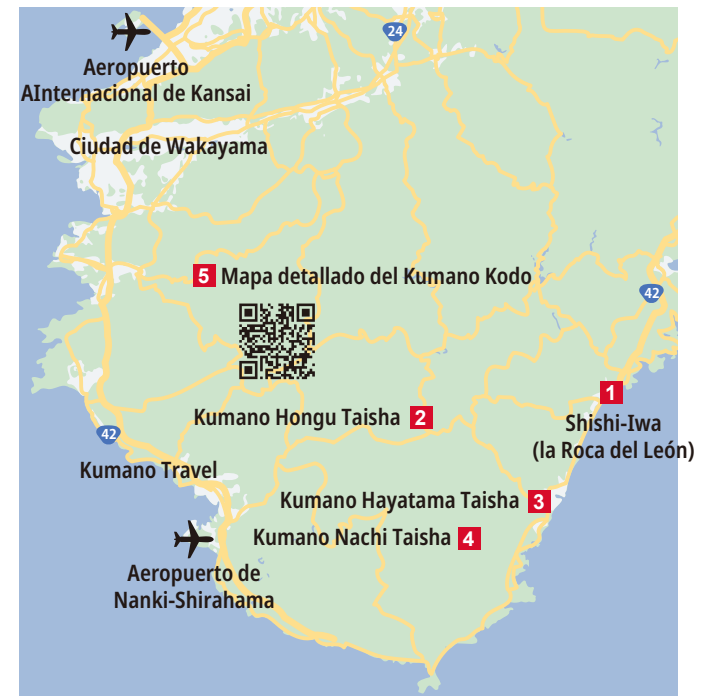 24
Aeropuerto
AInternacional de Kansai
Ciudad de Wakayama
5 Mapa detallado del Kumano Kodo
42
1
Shishi-Iwa
(la Roca del León)
Kumano Hongu Taisha 2
42
Kumano Travel
Kumano Hayatama Taisha 3
Kumano Nachi Taisha 4
Aeropuerto de
Nanki-Shirahama